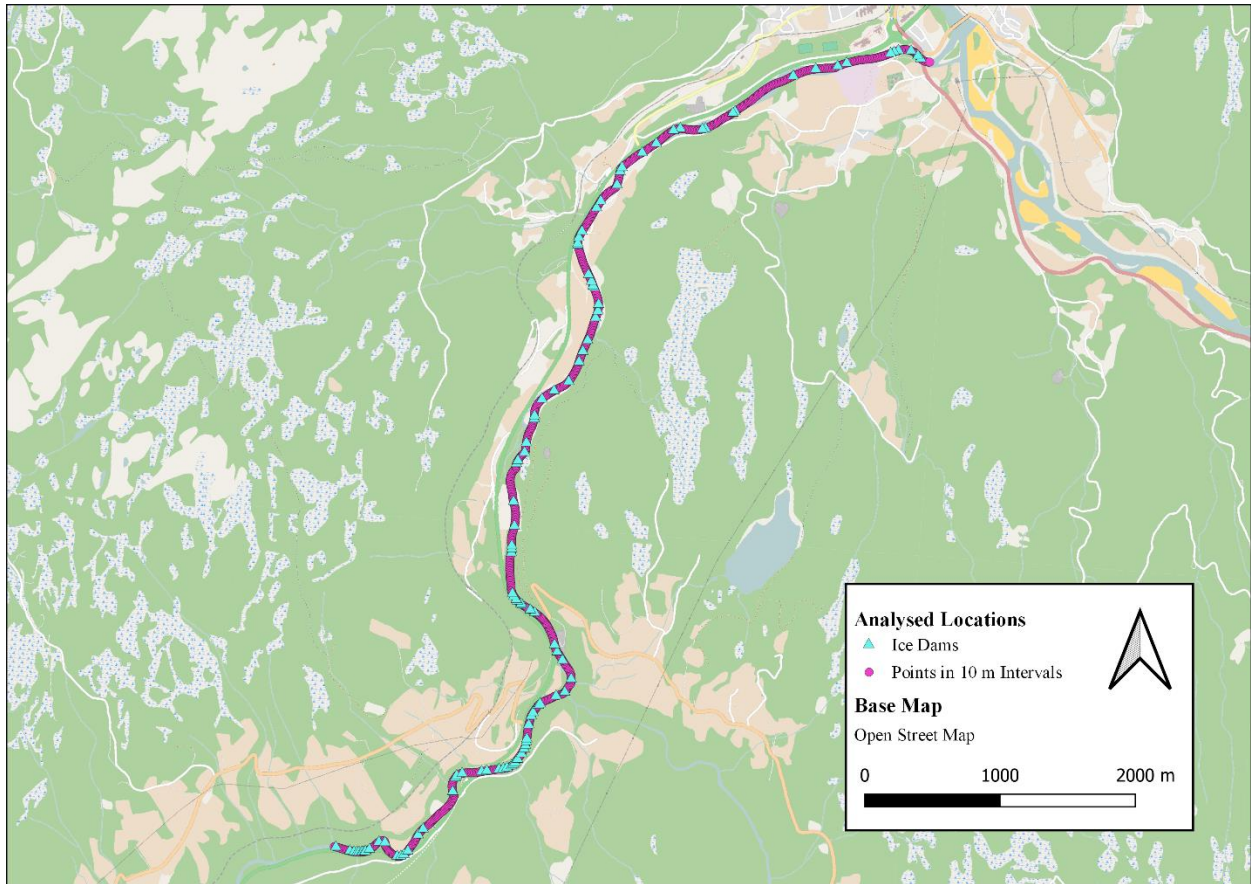 Analysed Locations
Ice Dams
Points in 10 m Intervals
Base Map
Open Street Map
0 1000 2000 m